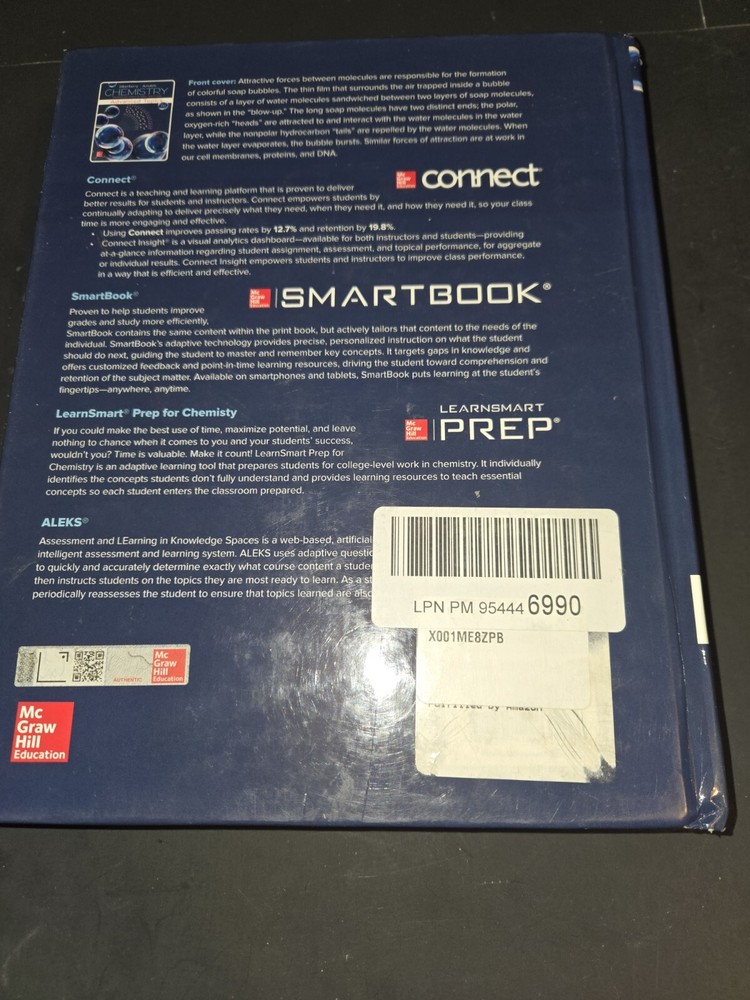 CHEMISTRY
Front cover: Attractive forces between molecules are responsible for the formation
of colorful soap bubbles. The thin film that surrounds the air trapped inside a bubble
consists of a layer of water molecules sandwiched between two layers of soap molecules,
as shown in the "blow-up." The long soap molecules have two distinct ends; the polar,
oxygen-rich "heads" are attracted to and interact with the water molecules in the water
layer, while the nonpolar hydrocarbon "tails" are repelled by the water molecules. When
the water layer evaporates, the bubble bursts. Similar forces of attraction are at work in
our cell membranes, proteins, and DNA.
Connect®
Mc Graw Hill Education
connect®
Connect is a teaching and learning platform that is proven to deliver
better results for students and instructors. Connect empowers students by
continually adapting to deliver precisely what they need, when they need it, and how they need it, so your class
time is more engaging and effective.
• Using Connect improves passing rates by 12.7% and retention by 19.8%.
• Connect Insight® is a visual analytics dashboard—available for both instructors and students—providing
at-a-glance information regarding student assignment, assessment, and topical performance, for aggregate
or individual results. Connect Insight empowers students and instructors to improve class performance,
in a way that is efficient and effective.
SmartBook®
Mc Graw Hill Education
SMARTBOOK®
Proven to help students improve
grades and study more efficiently,
SmartBook contains the same content within the print book, but actively tailors that content to the needs of the
individual. SmartBook's adaptive technology provides precise, personalized instruction on what the student
should do next, guiding the student to master and remember key concepts. It targets gaps in knowledge and
offers customized feedback and point-in-time learning resources, driving the student toward comprehension and
retention of the subject matter. Available on smartphones and tablets, SmartBook puts learning at the student's
fingertips—anywhere, anytime.
LearnSmart® Prep for Chemisty
Mc Graw Hill Education
LEARNSMART
PREP®
If you could make the best use of time, maximize potential, and leave
nothing to chance when it comes to you and your students' success,
wouldn't you? Time is valuable. Make it count! LearnSmart Prep for
Chemistry is an adaptive learning tool that prepares students for college-level work in chemistry. It individually
identifies the concepts students don't fully understand and provides learning resources to teach essential
concepts so each student enters the classroom prepared.
ALEKS®
Assessment and LEarning in Knowledge Spaces is a web-based, artificial
intelligent assessment and learning system. ALEKS uses adaptive
to quickly and accurately determine exactly what course content a
then instructs students on the topics they are most ready to learn. As a
periodically reassesses the student to ensure that topics learned are
LPN PM 95444 6990
X001ME8ZPB
Fulfilled by Amazon
AUTHENTIC
Mc
Graw
Hill
Education
Mc
Graw
Hill
Education